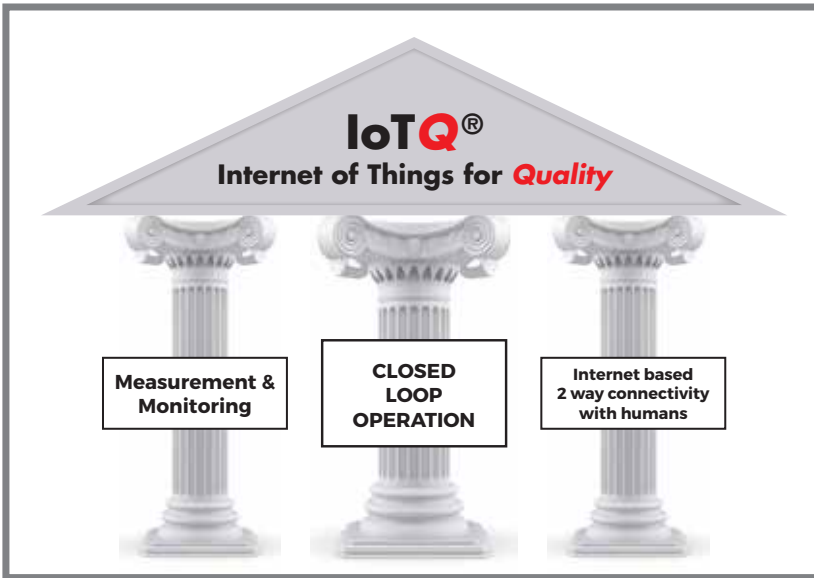 IoTQ®
Internet of Things for Quality
Measurement &
Monitoring
CLOSED
LOOP
OPERATION
Internet based
2 way connectivity
with humans